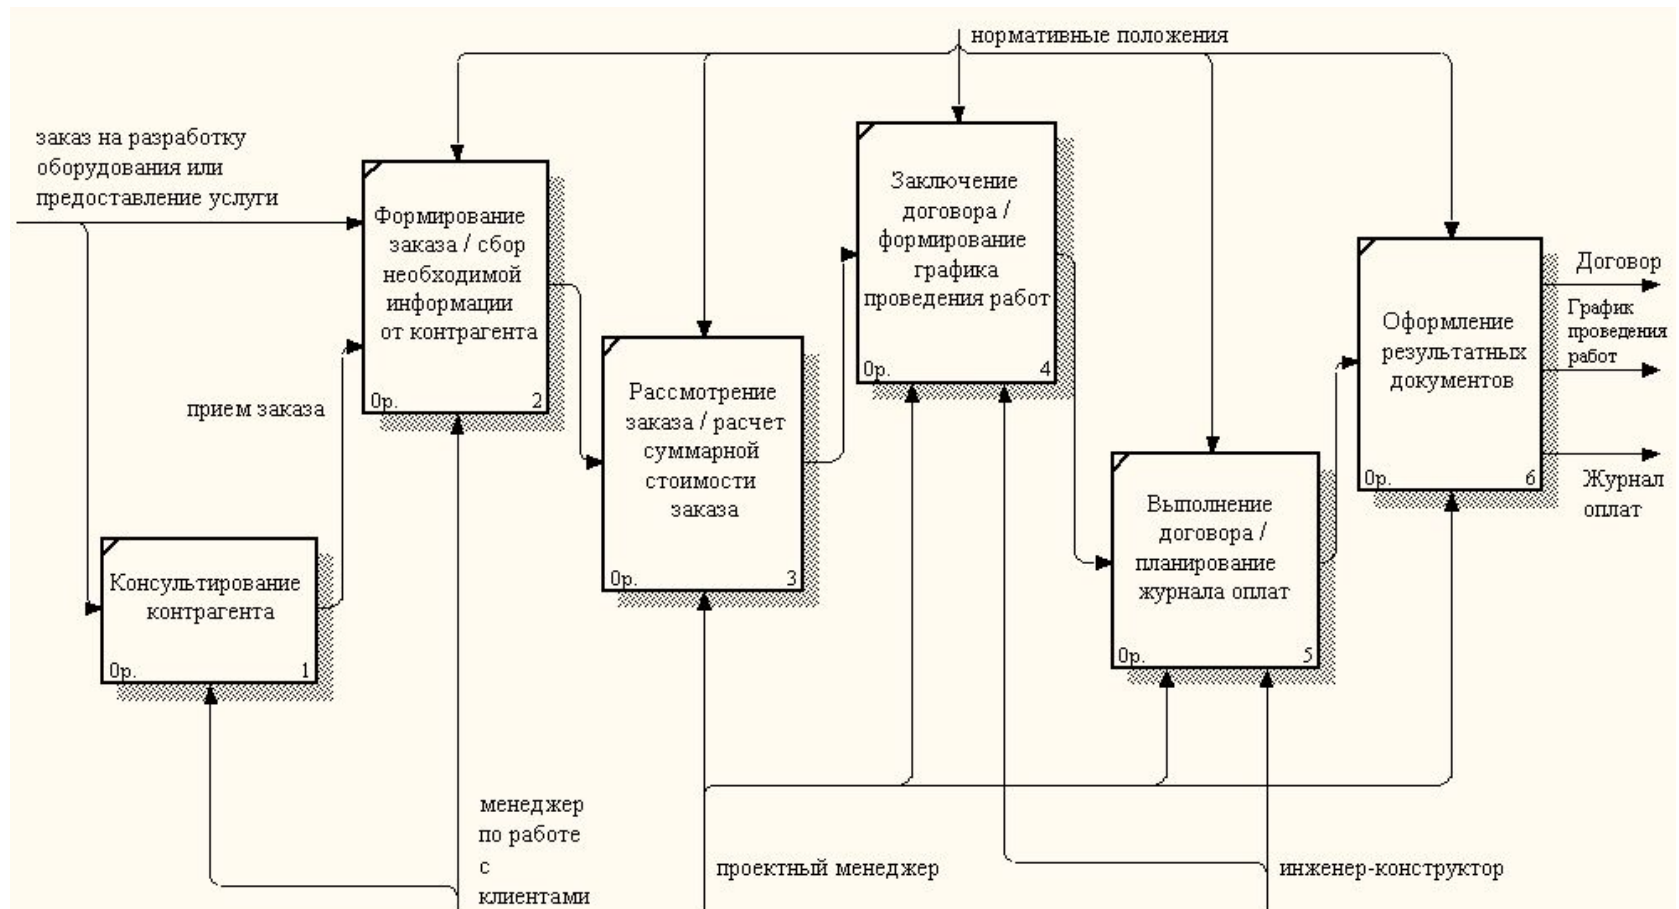 нормативные положения
заказ на разработку
оборудования или
предоставление услуги
Формирование
заказа / сбор
необходимой
информации
от контрагента
0р.
2
прием заказа
Консультирование
контрагента
0р.
1
Рассмотрение
заказа / расчет
суммарной
стоимости
заказа
0р.
3
Заключение
договора /
формирование
графика
проведения работ
0р.
4
Выполнение
договора /
планирование
журнала оплат
0р.
5
Оформление
результатных
документов
0р.
6
Договор
График
проведения
работ
Журнал
оплат
менеджер
по работе
с
клиентами
проектный менеджер
инженер-конструктор